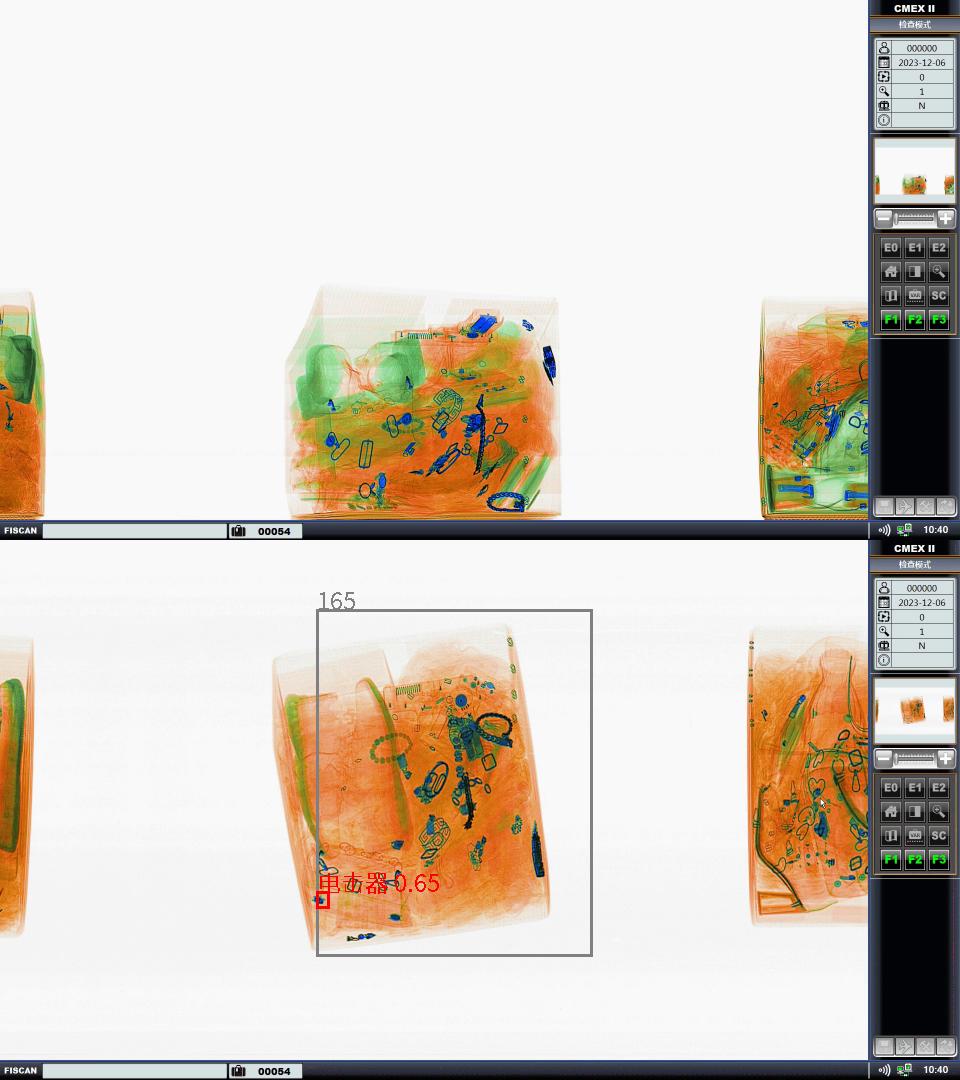 CMEX II
检查模式
000000
2023-12-06
0
1
N
E0 E1 E2
VAR SC
F1 F2 F3
FISCAN 00054 10:40
CMEX II
检查模式
000000
2023-12-06
0
1
N
165
E0 E1 E2
VAR SC
F1 F2 F3
电击器 0.65
FISCAN 00054 10:40